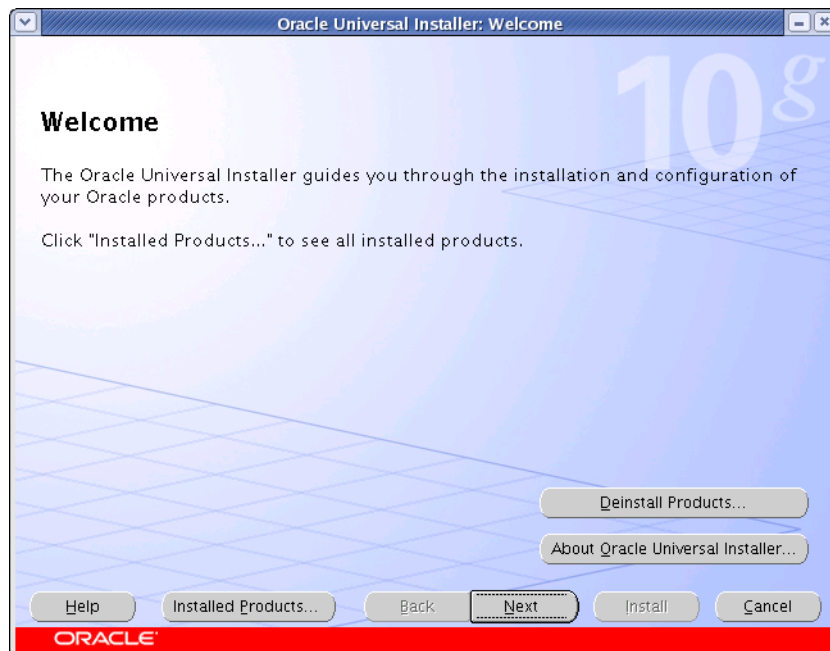 Oracle Universal Installer: Welcome
10g
Welcome
The Oracle Universal Installer guides you through the installation and configuration of
your Oracle products.
Click "Installed Products..." to see all installed products.
Deinstall Products...
About Oracle Universal Installer...
Help
Installed Products...
Back
Next
Install
Cancel
ORACLE